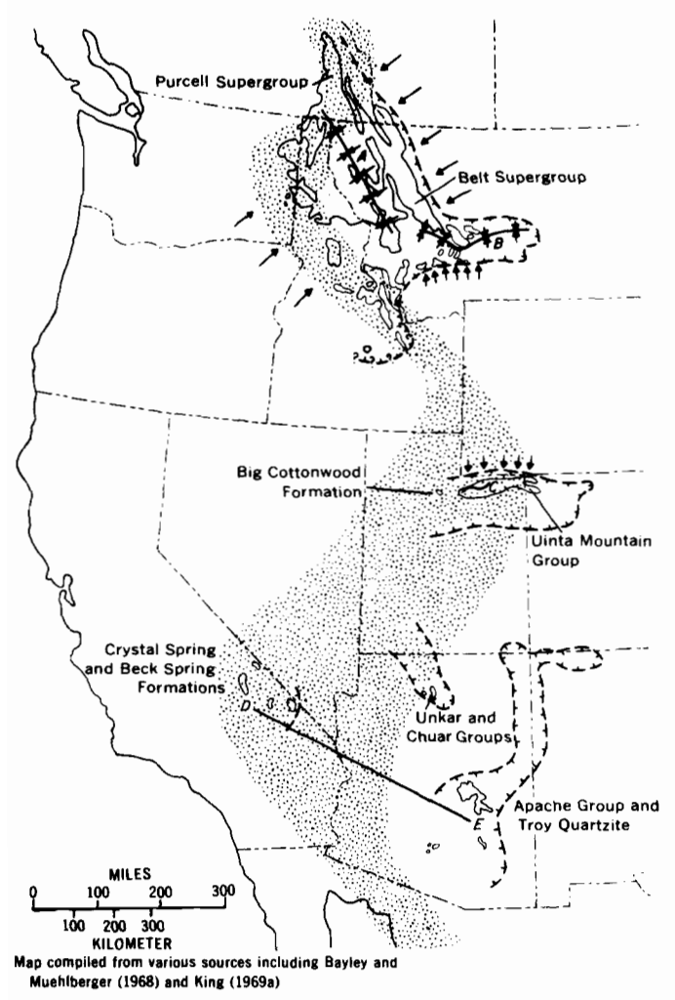 Purcell Supergroup
A
Belt Supergroup
B
?
?
Big Cottonwood
Formation
C
Uinta Mountain
Group
Crystal Spring
and Beck Spring
Formations
D
Unkar and
Chuar Groups
Apache Group and
Troy Quartzite
E
MILES
0 100 200 300
100 200 300
KILOMETER
Map compiled from various sources including Bayley and
Muehlberger (1968) and King (1969a)